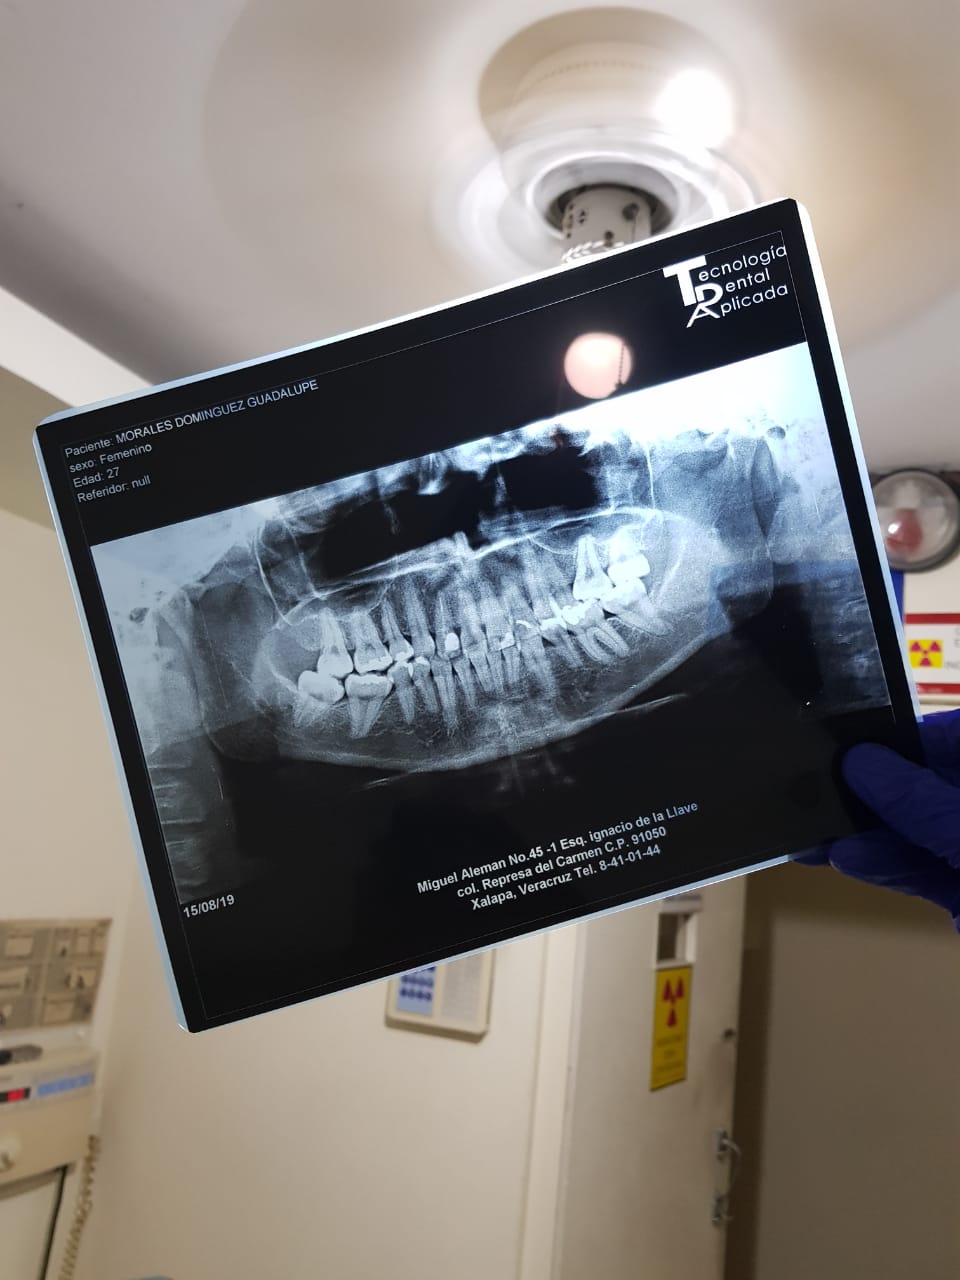 Tecnología
Dental
Aplicada
Paciente: MORALES DOMINGUEZ GUADALUPE
sexo: Femenino
Edad: 27
Referidor: null
Miguel Aleman No.45 -1 Esq. ignacio de la Llave
col. Represa del Carmen C.P. 91050
Xalapa, Veracruz Tel. 8-41-01-44
15/08/19